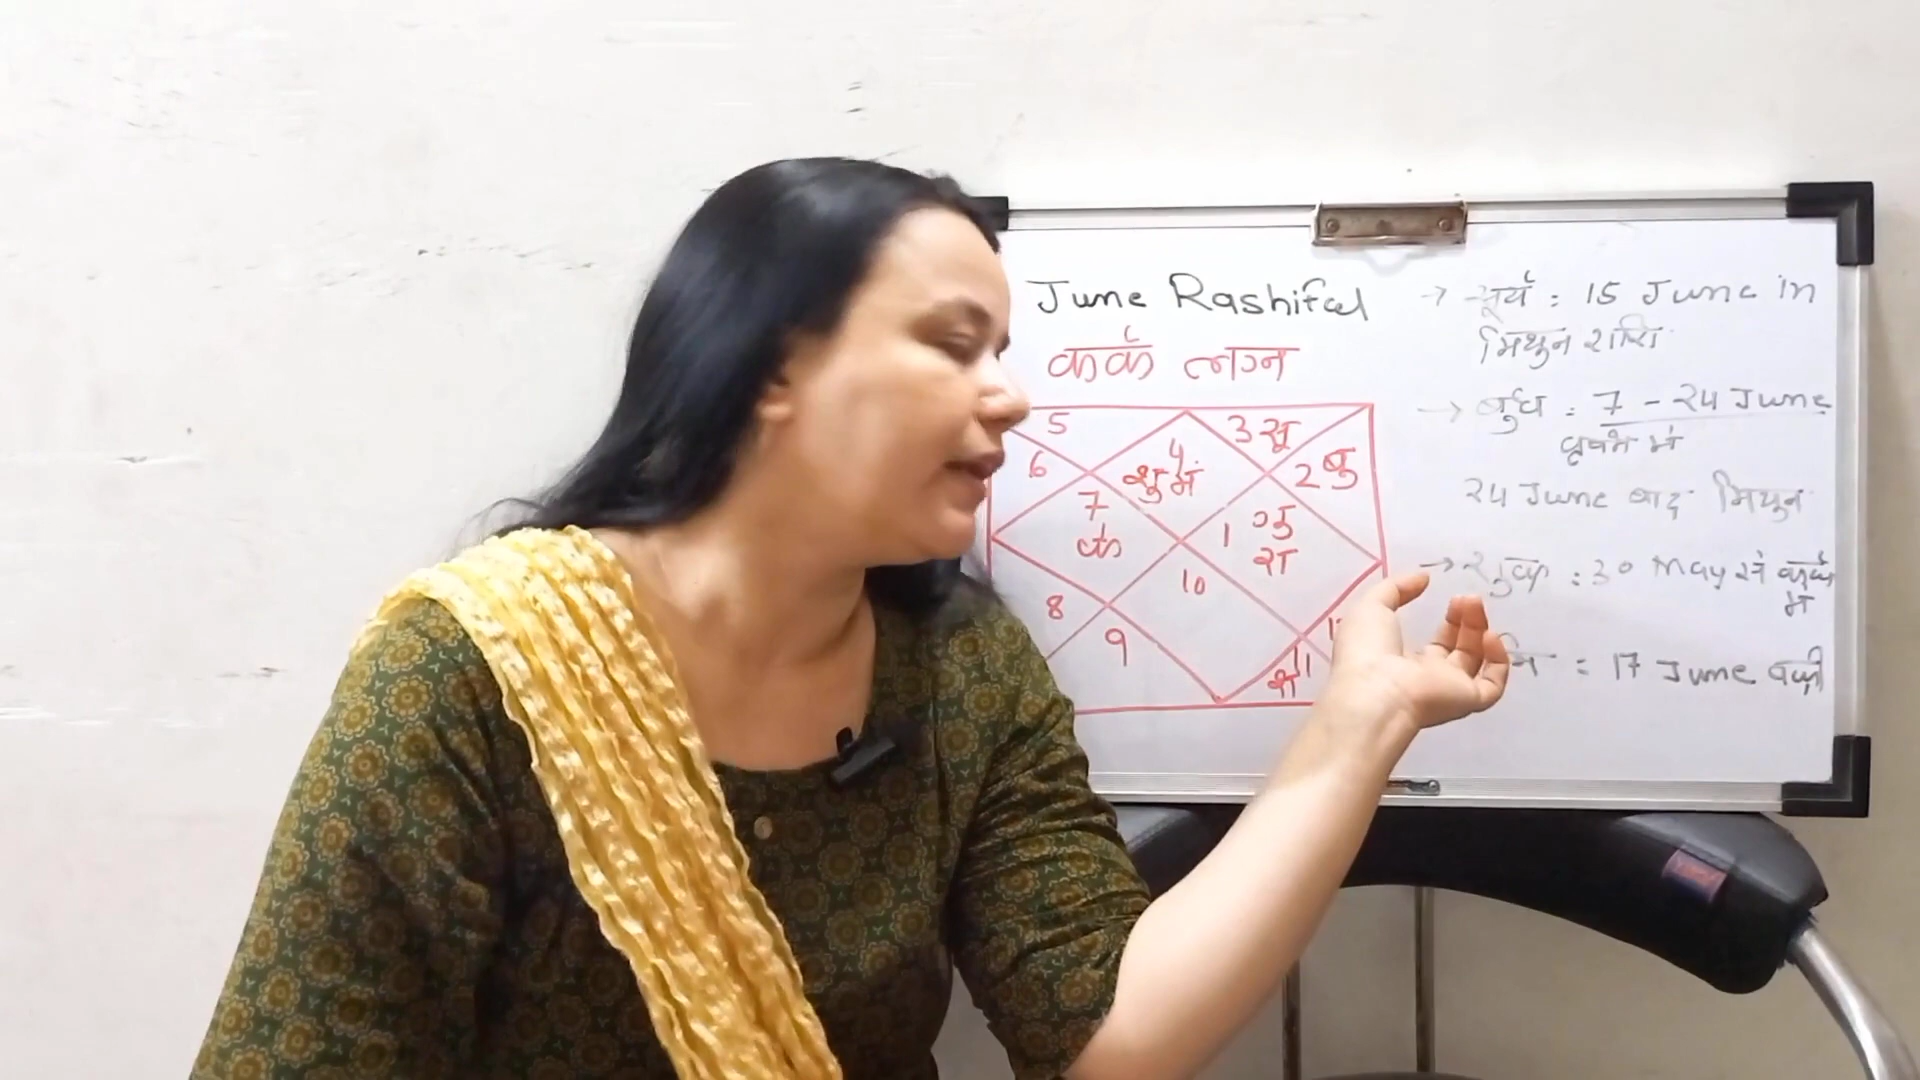 June Rashifal
कर्क लग्न
5
3 सू
6
4
शु मं
2 बु
7
के
1 गु
रा
10
8
9
11
श
→ सूर्य : 15 June in
मिथुन राशि
→ बुध : 7 - 24 June
वृषभ में
24 June बाद मिथुन
→ शुक्र : 30 May से कर्क
में
= 17 June वक्री